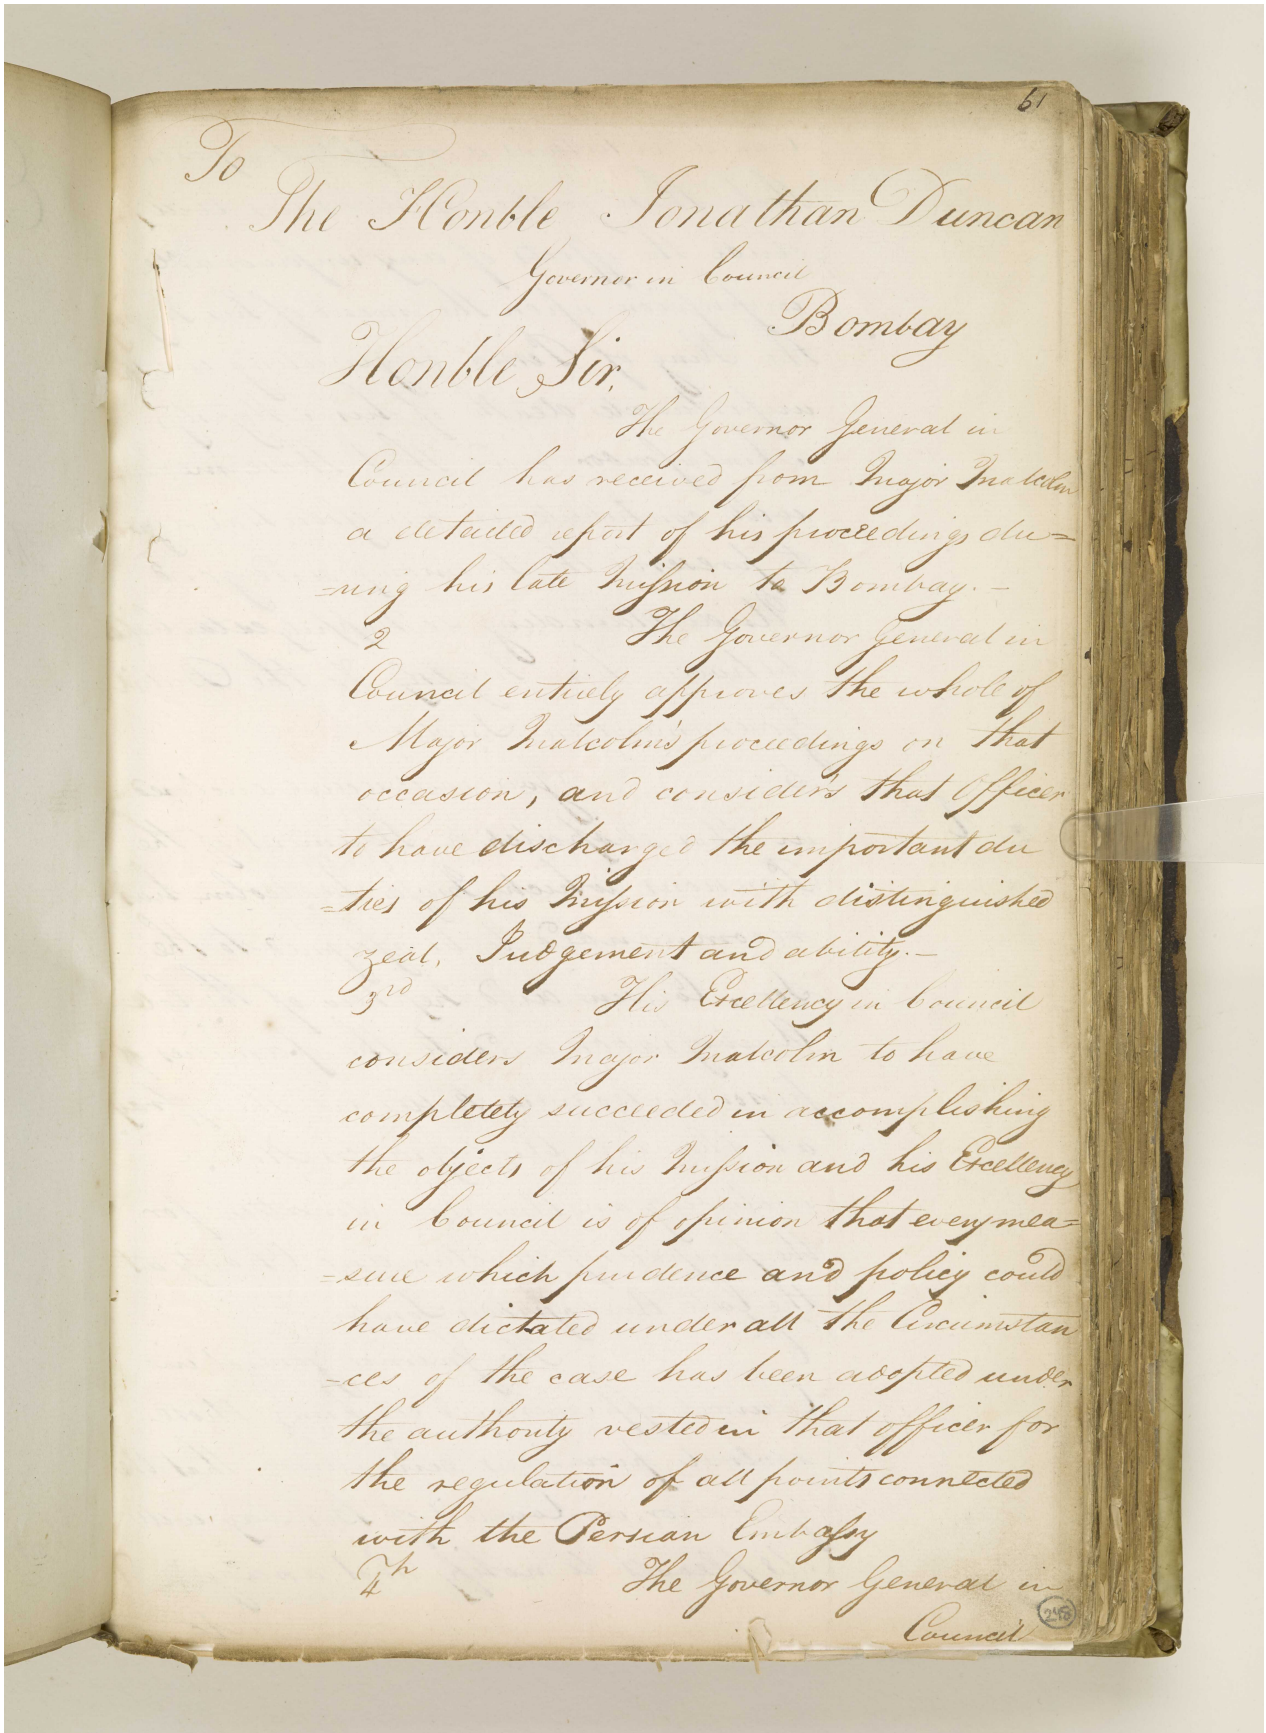 61
To
The Honble Jonathan Duncan
Governor in Council
Bombay
Honble Sir,
The Governor General in
Council has received from Major Malcolm
a detailed report of his proceedings du=
=ring his late Mission to Bombay. —
2 The Governor General in
Council entirely approves the whole of
Major Malcolm's proceedings on that
occasion, and considers that Officer
to have discharged the important du
=ties of his Mission with distinguished
zeal, Judgement and ability. —
3rd His Excellency in Council
considers Major Malcolm to have
completely succeeded in accomplishing
the objects of his Mission and his Excellency
in Council is of opinion that every mea=
=sure which prudence and policy could
have dictated under all the Circumstan
-ces of the case has been adopted under
the authority vested in that officer for
the regulation of all points connected
with the Persian Embassy
4th The Governor General in
Council